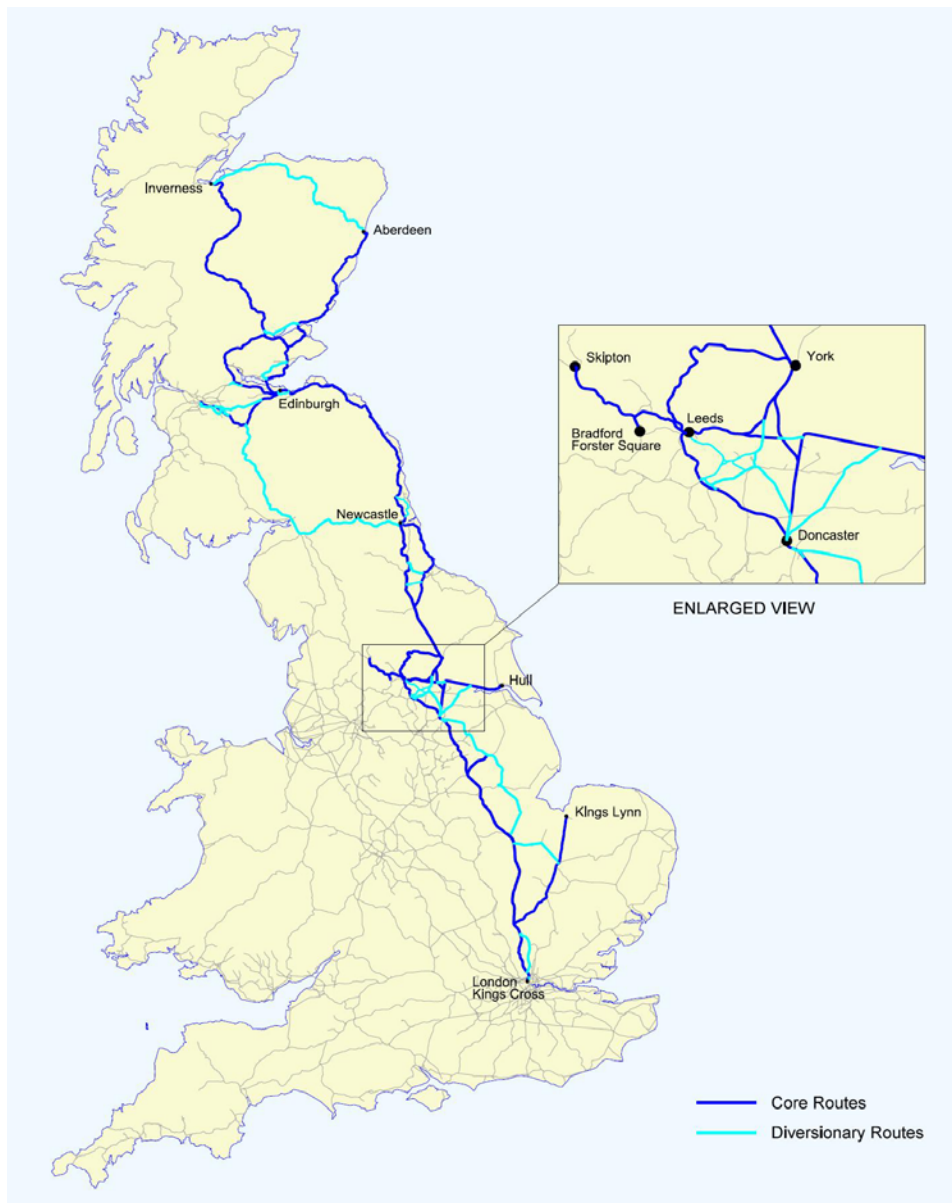 Inverness
Aberdeen
Edinburgh
Newcastle
Skipton
York
Leeds
Bradford
Forster Square
Doncaster
ENLARGED VIEW
Hull
KIngs Lynn
London
Kings Cross
Core Routes
Diversionary Routes